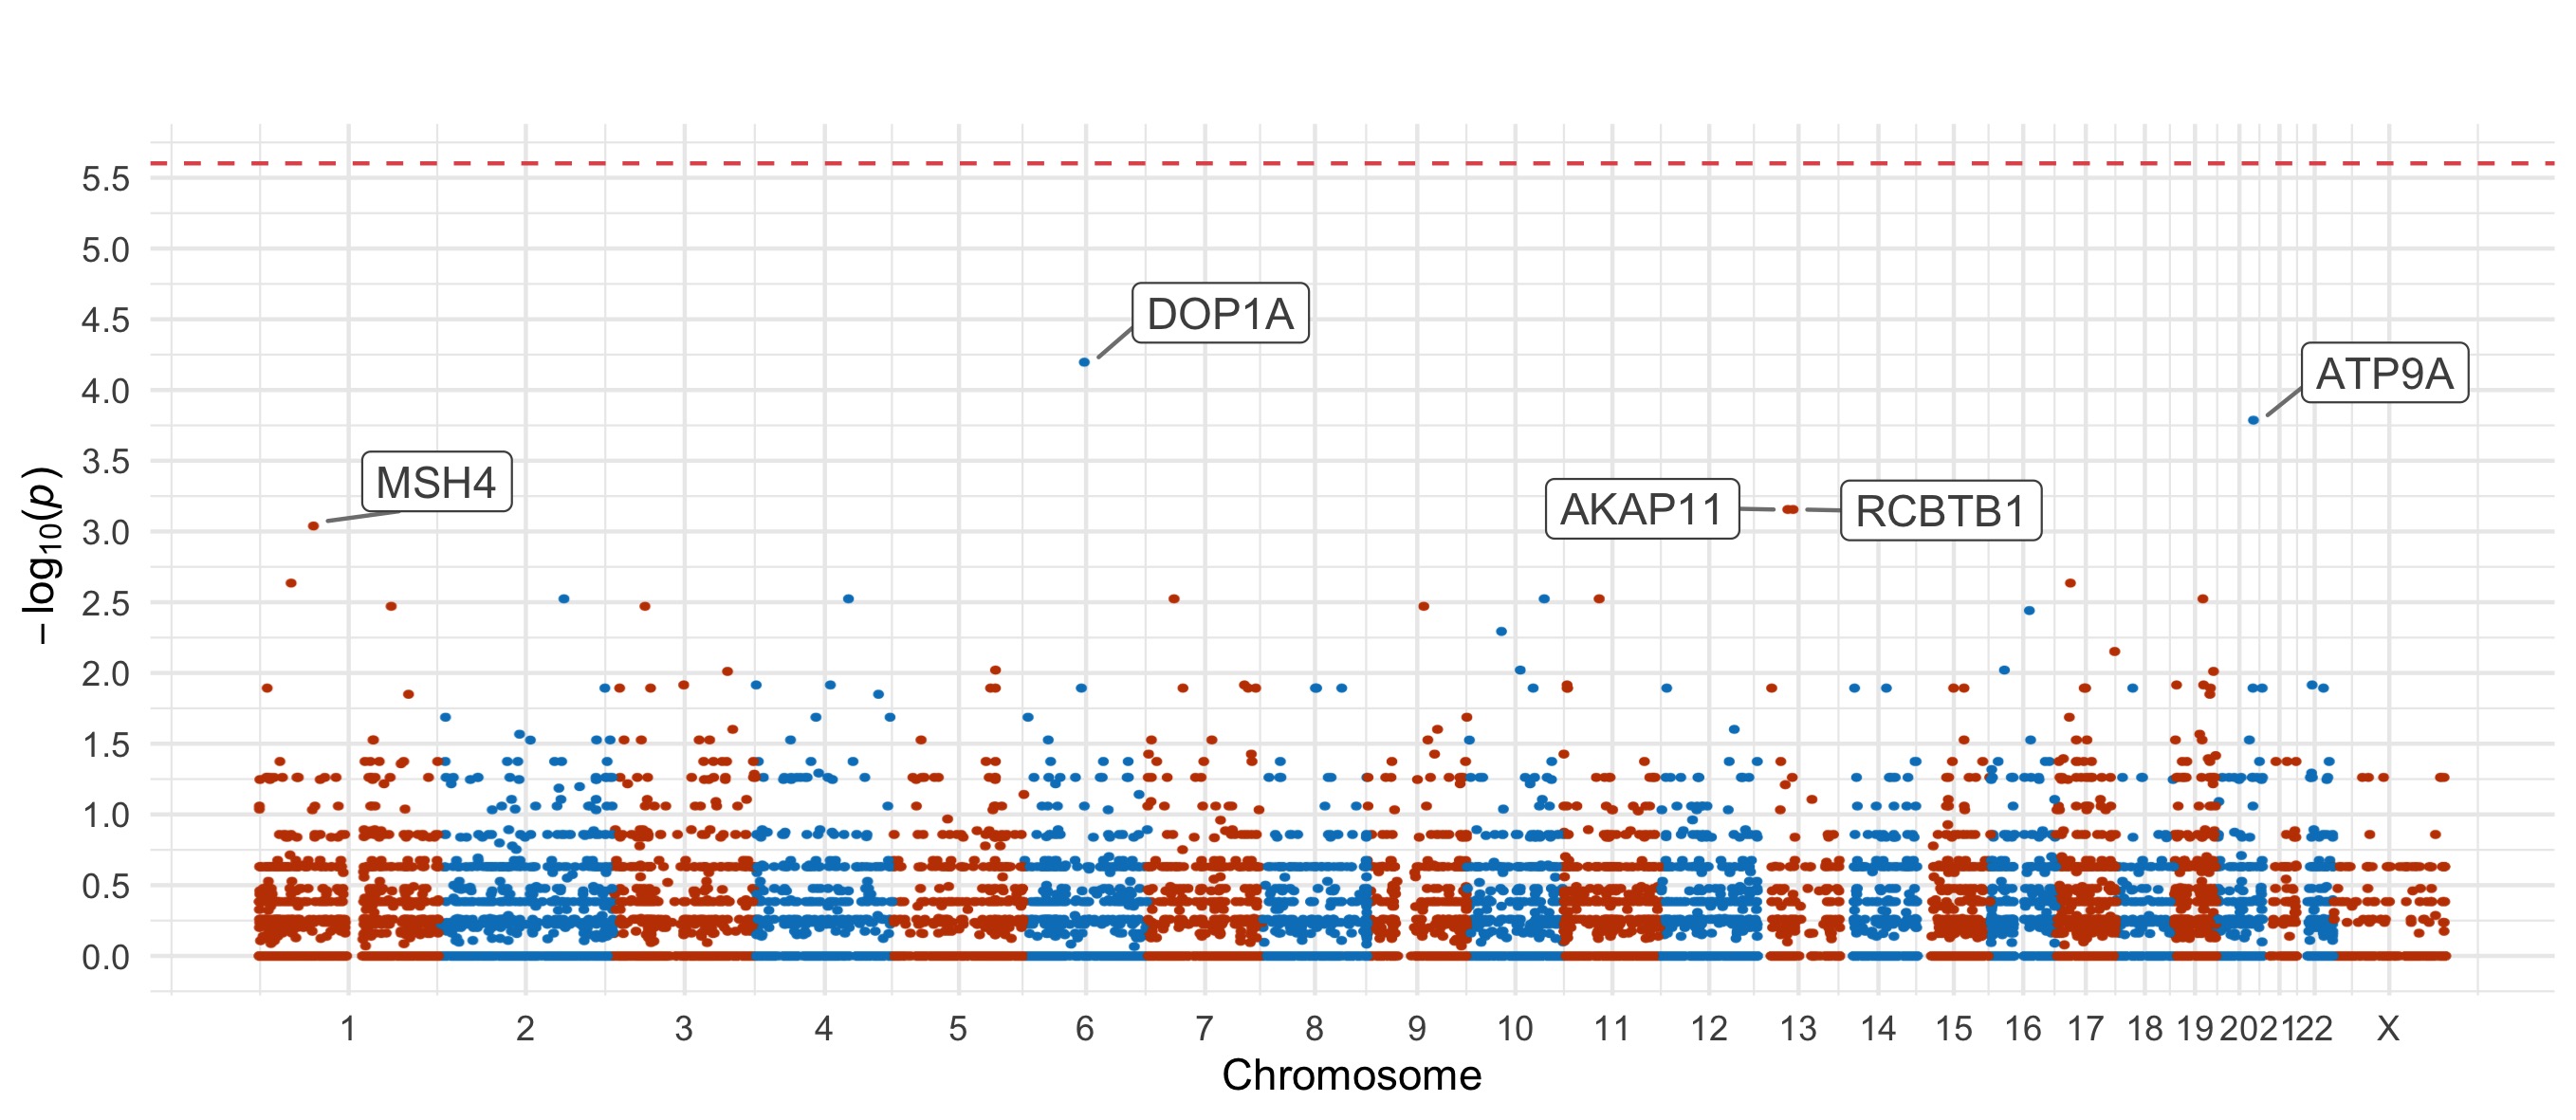 5.5
5.0
DOP1A
4.5
ATP9A
4.0
3.5
MSH4
AKAP11
RCBTB1
3.0
2.5
2.0
1.5
1.0
0.5
0.0
−log10(p)
1 2 3 4 5 6 7 8 9 10 11 12 13 14 15 16 17 18 19 20 21 22 X
Chromosome